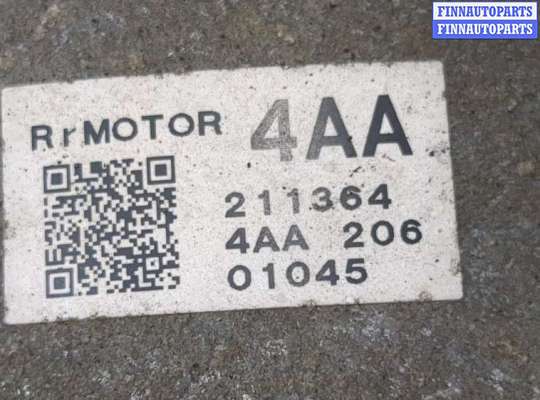 FINNAUTOPARTS
FINNAUTOPARTS
RrMOTOR 4AA
211364
4AA 206
01045